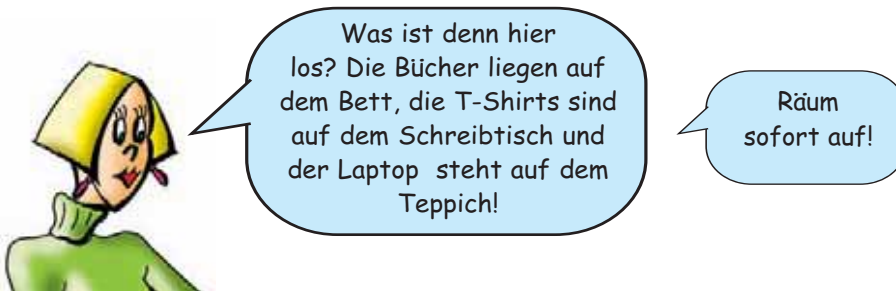 Was ist denn hier
los? Die Bücher liegen auf
dem Bett, die T-Shirts sind
auf dem Schreibtisch und
der Laptop steht auf dem
Teppich!
Räum
sofort auf!